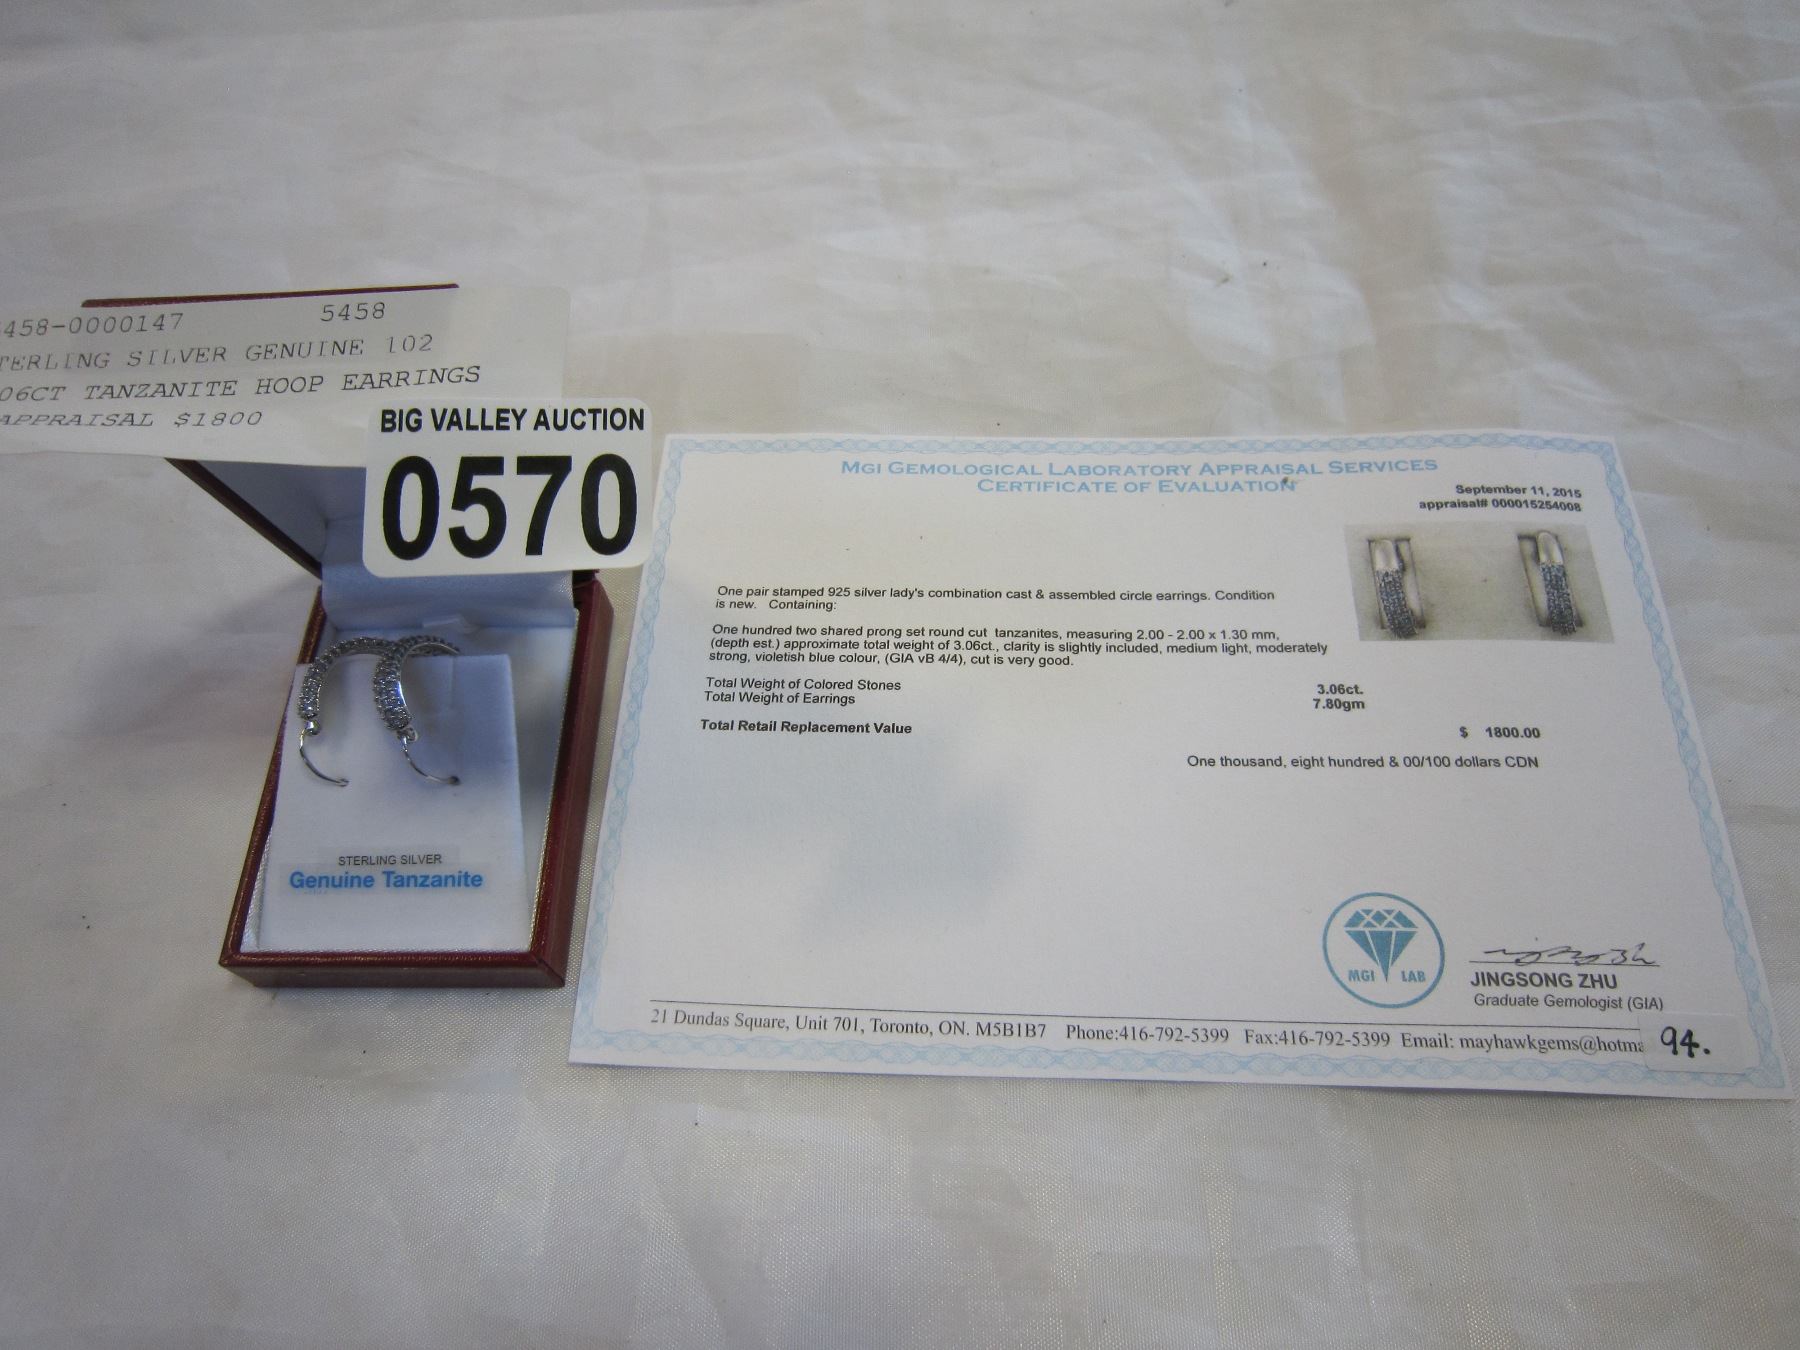 458-0000147 5458
TERLING SILVER GENUINE 102
06CT TANZANITE HOOP EARRINGS
APPRAISAL $1800
BIG VALLEY AUCTION
0570
STERLING SILVER
Genuine Tanzanite
MGI GEMOLOGICAL LABORATORY APPRAISAL SERVICES
CERTIFICATE OF EVALUATION
September 11, 2015
appraisal# 000015254008
One pair stamped 925 silver lady's combination cast & assembled circle earrings. Condition
is new. Containing:
One hundred two shared prong set round cut tanzanites, measuring 2.00 - 2.00 x 1.30 mm,
(depth est.) approximate total weight of 3.06ct., clarity is slightly included, medium light, moderately
strong, violetish blue colour, (GIA vB 4/4), cut is very good.
Total Weight of Colored Stones 3.06ct.
Total Weight of Earrings 7.80gm
Total Retail Replacement Value $ 1800.00
One thousand, eight hundred & 00/100 dollars CDN
MGI LAB
JINGSONG ZHU
Graduate Gemologist (GIA)
21 Dundas Square, Unit 701, Toronto, ON. M5B1B7 Phone:416-792-5399 Fax:416-792-5399 Email: mayhawkgems@hotma
94.